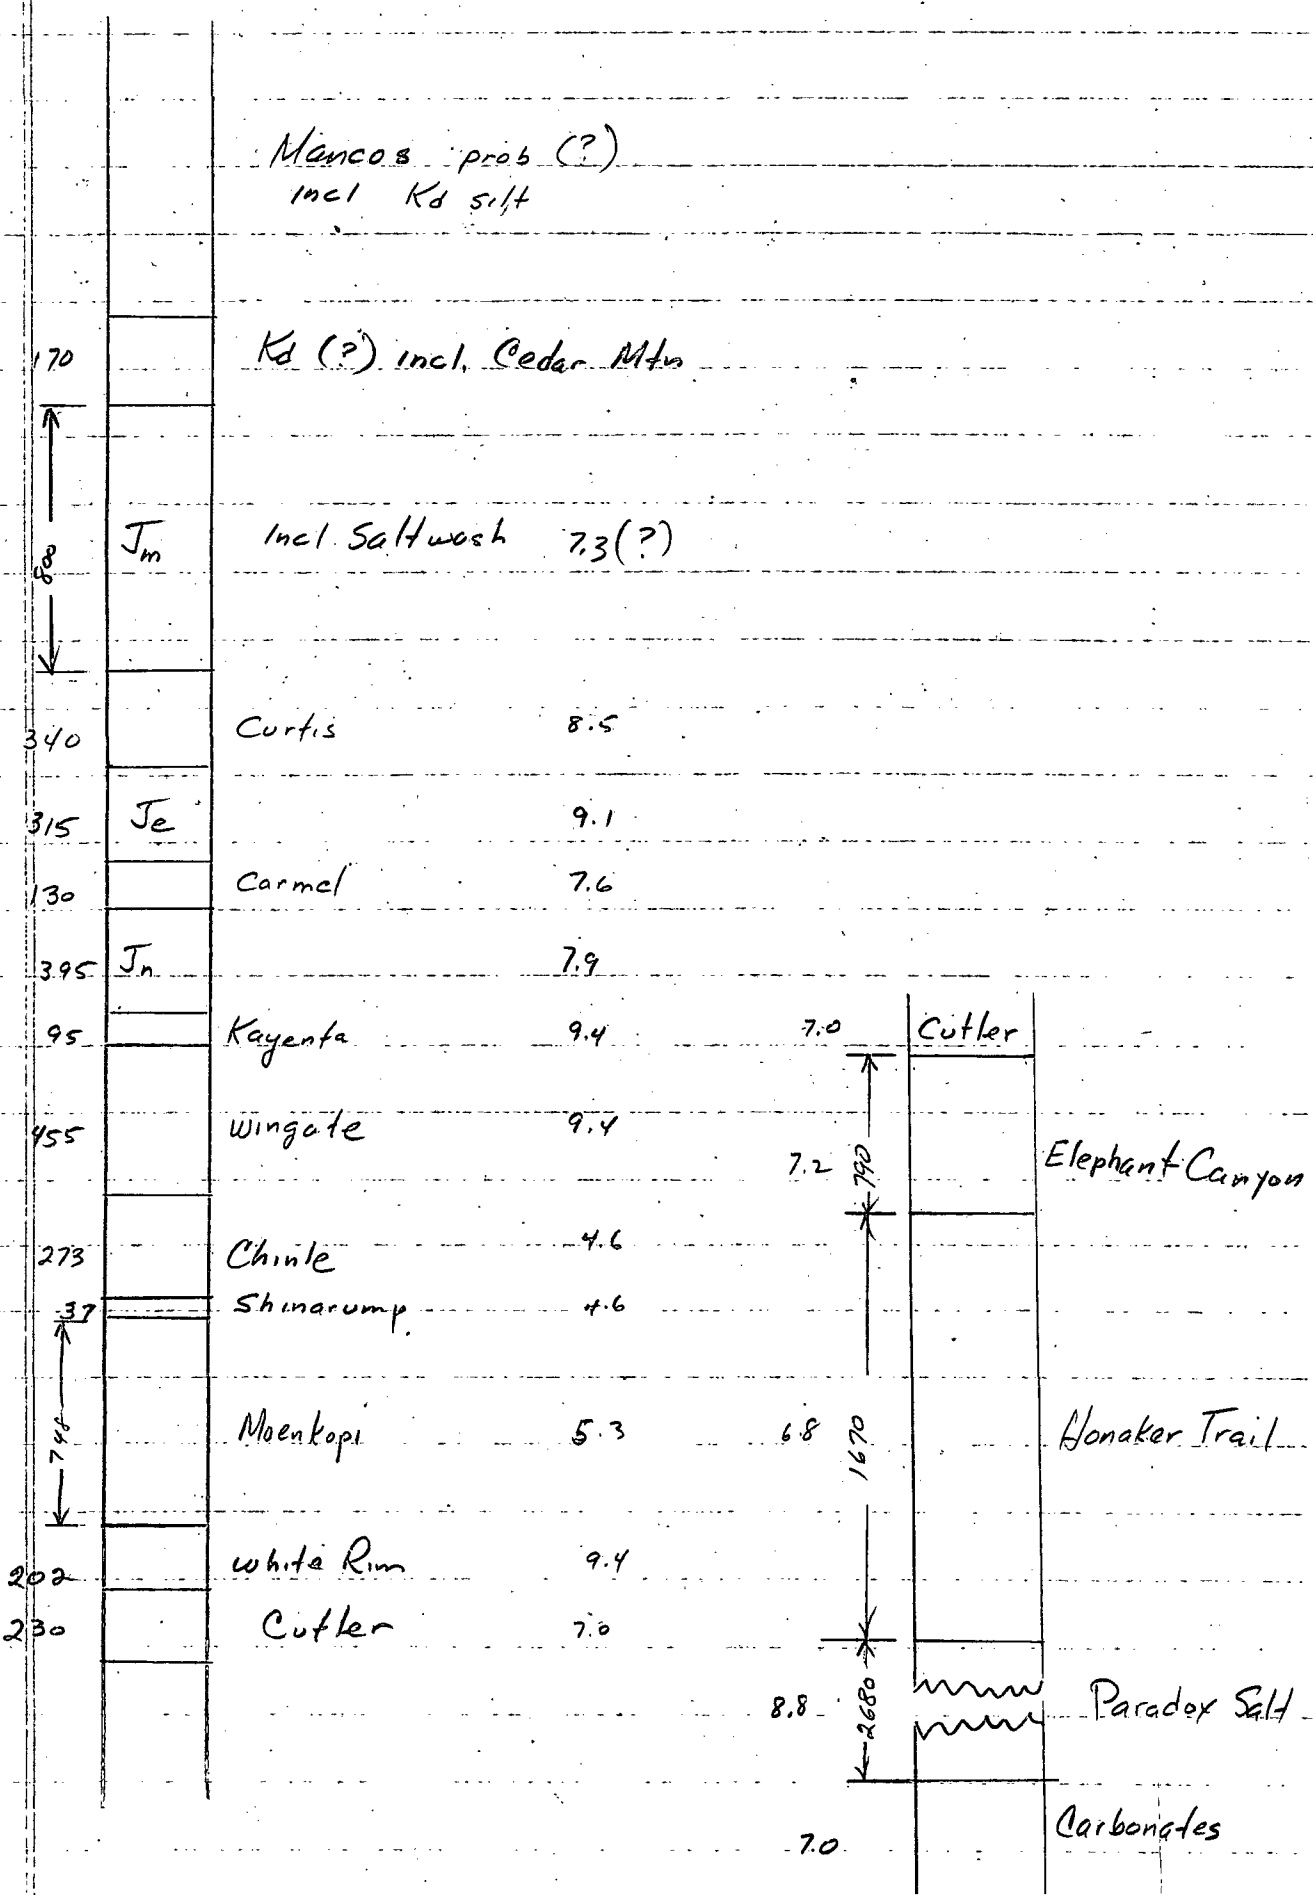 Mancos prob (?)
incl Kd silt
170 Kd (?) incl. Cedar Mtn
800 Jm Incl. Saltwash 7.3(?)
340 Curtis 8.5
315 Je 9.1
130 Carmel 7.6
395 Jn 7.9
95 Kayenta 9.4
455 Wingate 9.4
273 Chinle 4.6
37 Shinarump 4.6
748 Moenkopi 5.3
202 White Rim 9.4
230 Cutler 7.0
7.0 Cutler
7.2 790 Elephant Canyon
6.8 1670 Honaker Trail
8.8 2680 Paradox Salt
7.0 Carbonates